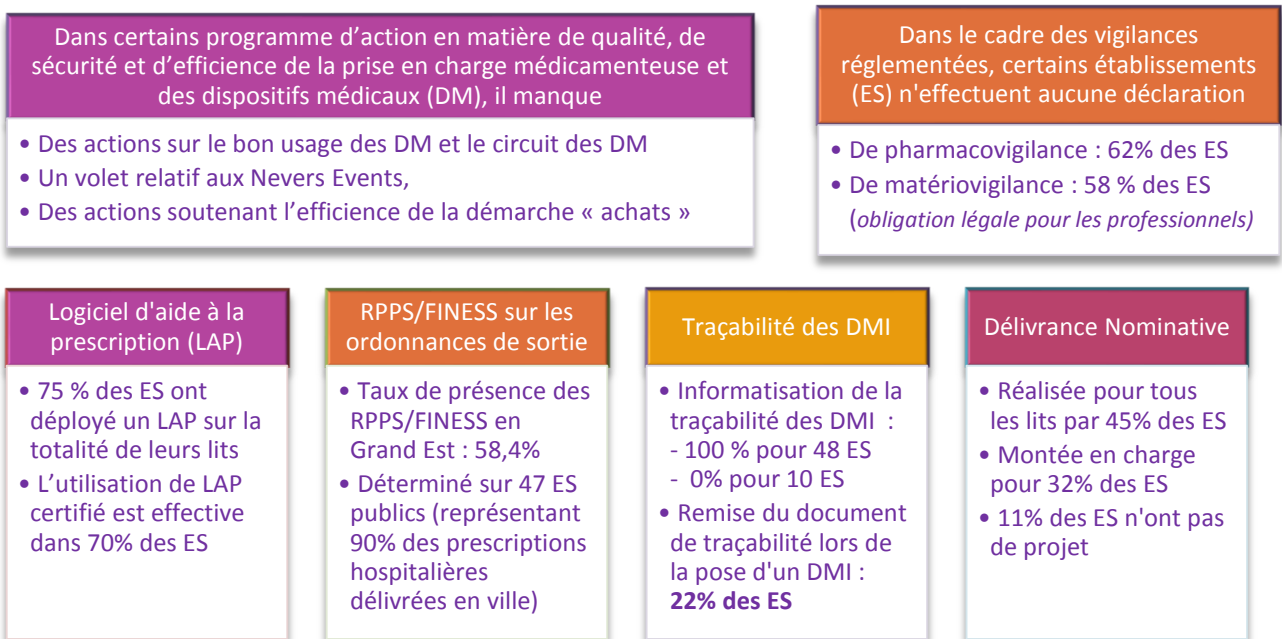 Dans certains programme d'action en matière de qualité, de
sécurité et d'efficience de la prise en charge médicamenteuse et
des dispositifs médicaux (DM), il manque
• Des actions sur le bon usage des DM et le circuit des DM
• Un volet relatif aux Nevers Events,
• Des actions soutenant l'efficience de la démarche « achats »
Dans le cadre des vigilances
réglementées, certains établissements
(ES) n'effectuent aucune déclaration
• De pharmacovigilance : 62% des ES
• De matériovigilance : 58 % des ES
(obligation légale pour les professionnels)
Logiciel d'aide à la
prescription (LAP)
• 75 % des ES ont
déployé un LAP sur la
totalité de leurs lits
• L'utilisation de LAP
certifié est effective
dans 70% des ES
RPPS/FINESS sur les
ordonnances de sortie
• Taux de présence des
RPPS/FINESS en
Grand Est : 58,4%
• Déterminé sur 47 ES
publics (représentant
90% des prescriptions
hospitalières
délivrées en ville)
Traçabilité des DMI
• Informatisation de la
traçabilité des DMI :
- 100 % pour 48 ES
- 0% pour 10 ES
• Remise du document
de traçabilité lors de
la pose d'un DMI :
22% des ES
Délivrance Nominative
• Réalisée pour tous
les lits par 45% des ES
• Montée en charge
pour 32% des ES
• 11% des ES n'ont pas
de projet